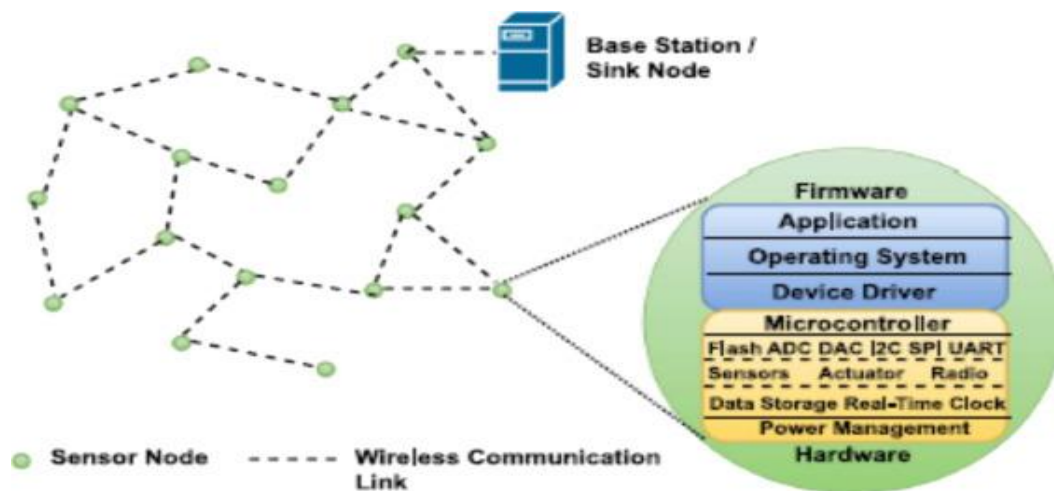 Base Station /
Sink Node
Firmware
Application
Operating System
Device Driver
Microcontroller
Flash ADC DAC I2C SPI UART
Sensors Actuator Radio
Data Storage Real-Time Clock
Power Management
Hardware
Sensor Node
Wireless Communication
Link